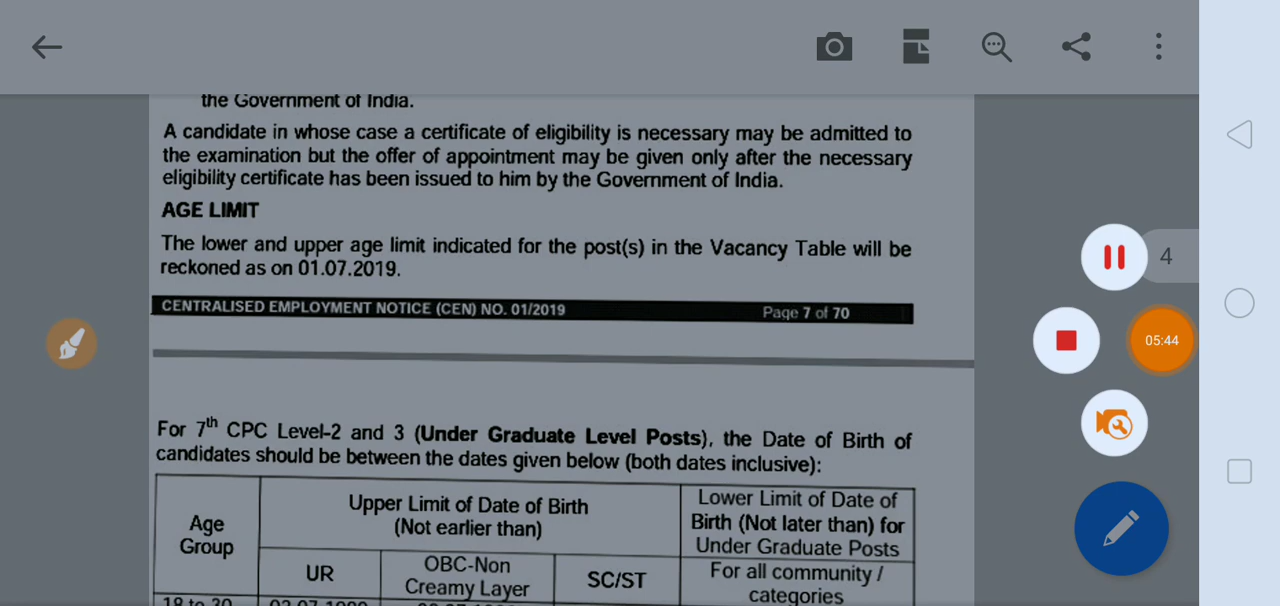 the Government of India.
A candidate in whose case a certificate of eligibility is necessary may be admitted to
the examination but the offer of appointment may be given only after the necessary
eligibility certificate has been issued to him by the Government of India.
AGE LIMIT
The lower and upper age limit indicated for the post(s) in the Vacancy Table will be
reckoned as on 01.07.2019.
CENTRALISED EMPLOYMENT NOTICE (CEN) NO. 01/2019 Page 7 of 70
4
05:44
For 7th CPC Level-2 and 3 (Under Graduate Level Posts), the Date of Birth of
candidates should be between the dates given below (both dates inclusive):
Age
Group
Upper Limit of Date of Birth
(Not earlier than)
Lower Limit of Date of
Birth (Not later than) for
Under Graduate Posts
UR
OBC-Non
Creamy Layer
SC/ST
For all community /
categories
18 to 30